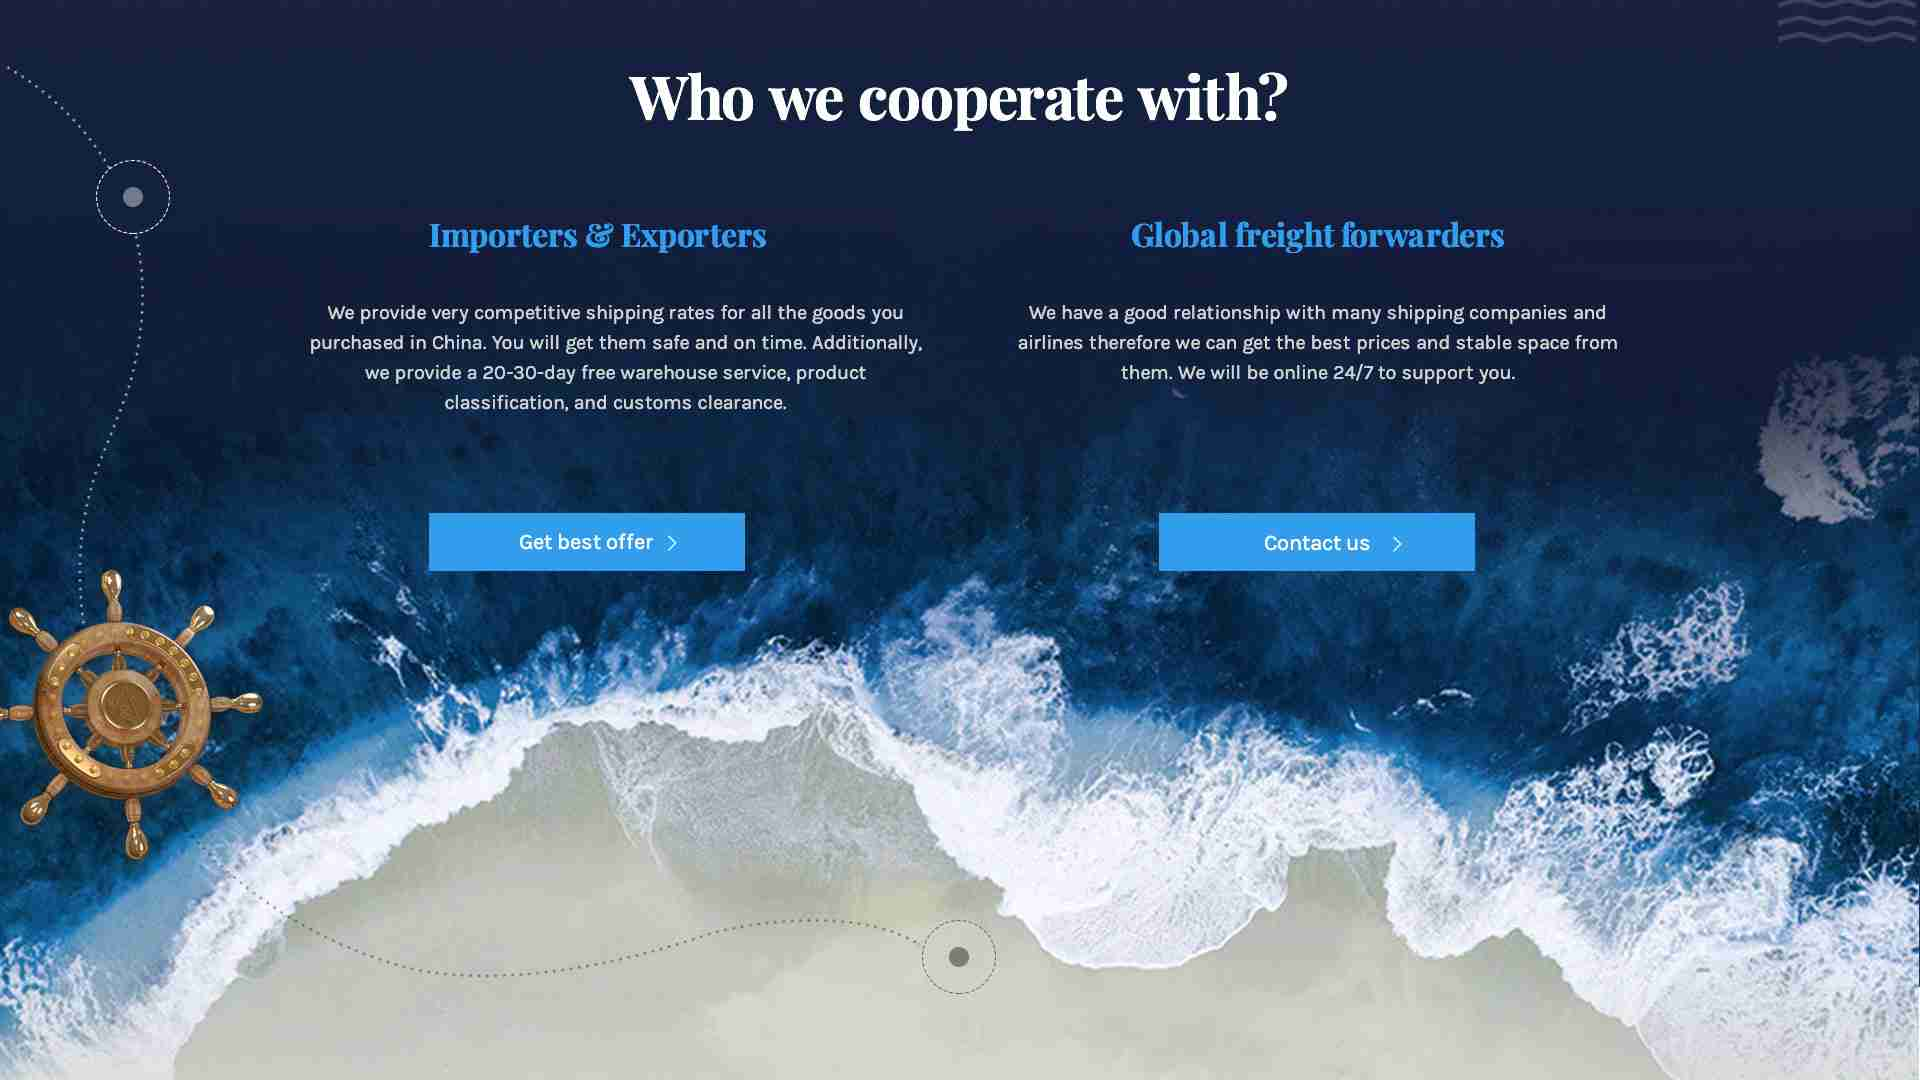 Who we cooperate with?
Importers & Exporters
We provide very competitive shipping rates for all the goods you
purchased in China. You will get them safe and on time. Additionally,
we provide a 20-30-day free warehouse service, product
classification, and customs clearance.
Get best offer
Global freight forwarders
We have a good relationship with many shipping companies and
airlines therefore we can get the best prices and stable space from
them. We will be online 24/7 to support you.
Contact us